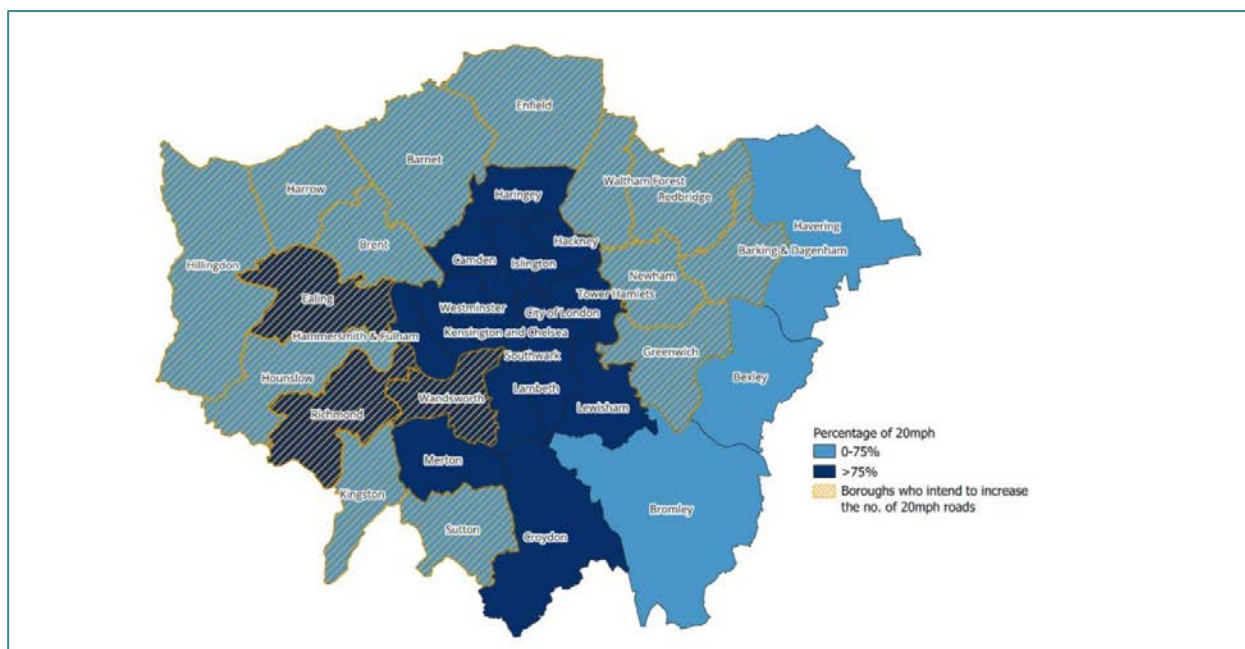 Enfield
Barnet
Harrow
Waltham Forest
Redbridge
Haringey
Havering
Brent
Hackney
Barking & Dagenham
Camden
Islington
Hillingdon
Newham
Ealing
Tower Hamlets
Westminster
City of London
Hammersmith & Fulham
Kensington and Chelsea
Southwark
Greenwich
Hounslow
Bexley
Lambeth
Wandsworth
Lewisham
Richmond
Merton
Kingston
Bromley
Sutton
Croydon
Percentage of 20mph
0-75%
>75%
Boroughs who intend to increase
the no. of 20mph roads